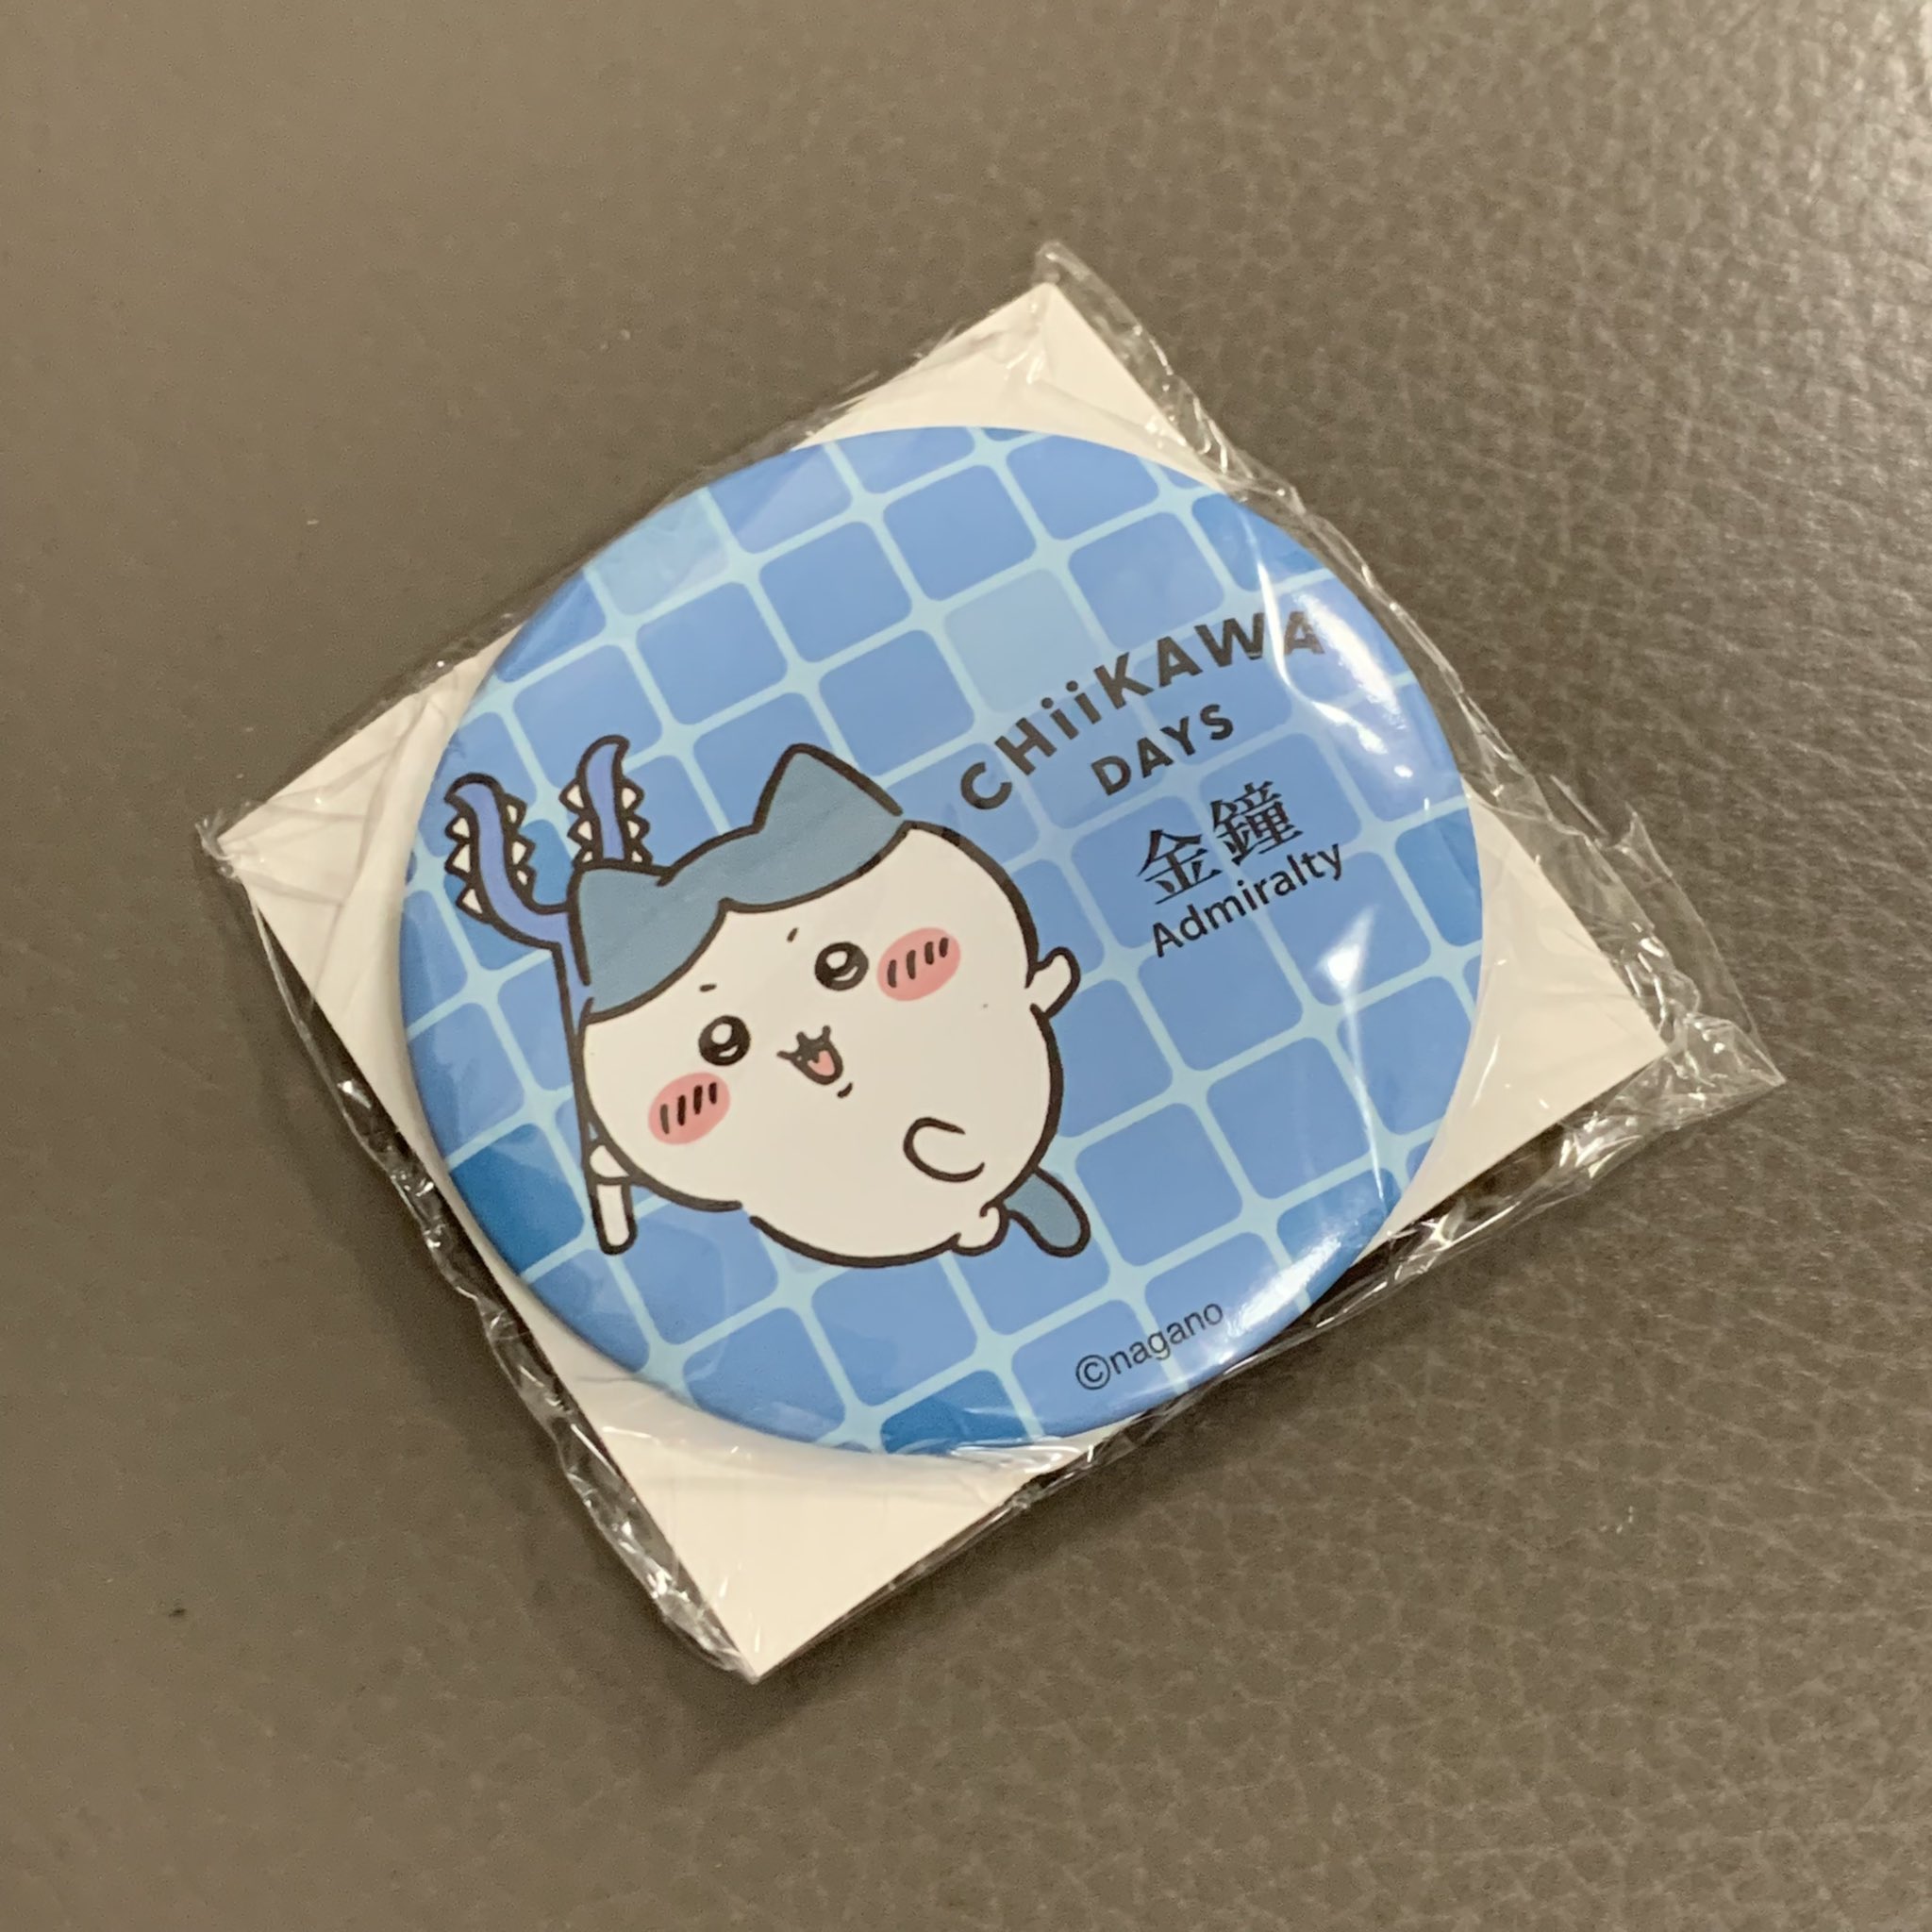 CHiiKAWA
DAYS
金鐘
Admiralty
©nagano